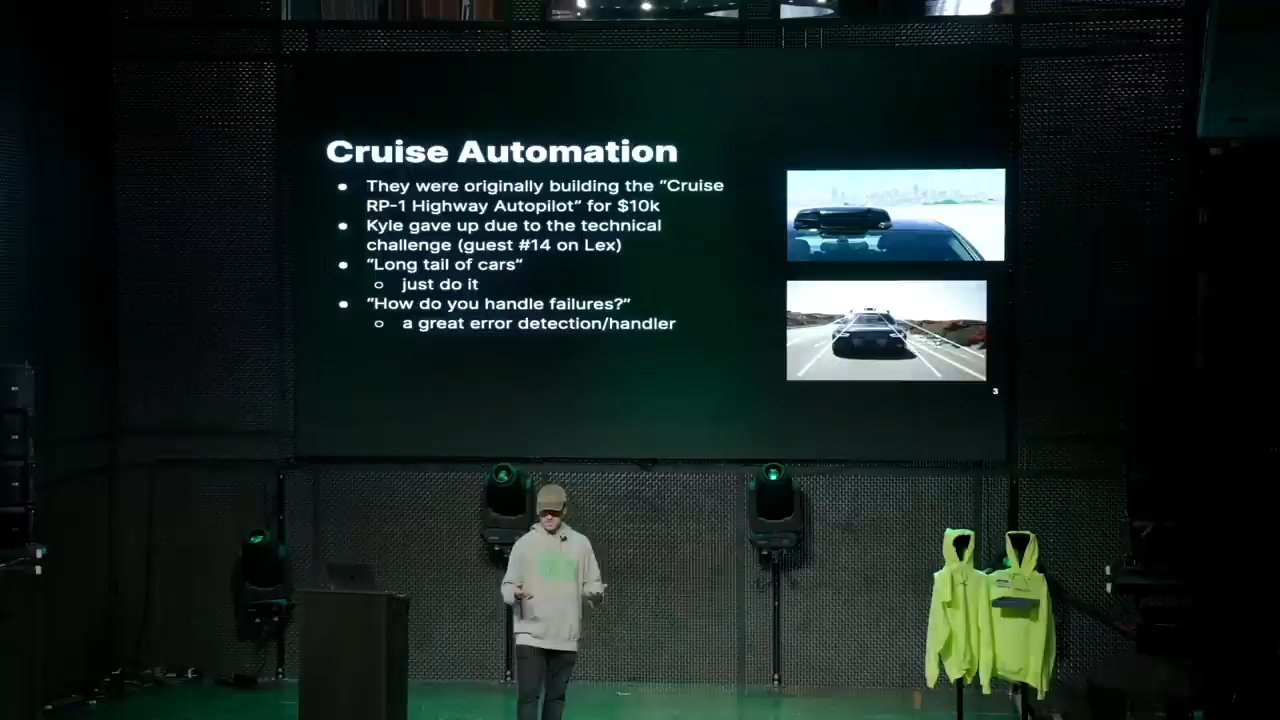 Cruise Automation
● They were originally building the “Cruise
RP-1 Highway Autopilot” for $10k
● Kyle gave up due to the technical
challenge (guest #14 on Lex)
● “Long tail of cars“
○ just do it
● “How do you handle failures?”
○ a great error detection/handler
3